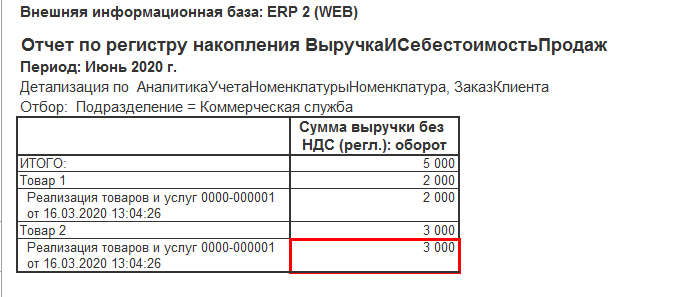 Внешняя информационная база: ERP 2 (WEB)
Отчет по регистру накопления ВыручкаИСебестоимостьПродаж
Период: Июнь 2020 г.
Детализация по АналитикаУчетаНоменклатурыНоменклатура, ЗаказКлиента
Отбор: Подразделение = Коммерческая служба
Сумма выручки без
НДС (регл.): оборот
ИТОГО: 5 000
Товар 1 2 000
Реализация товаров и услуг 0000-000001 2 000
от 16.03.2020 13:04:26
Товар 2 3 000
Реализация товаров и услуг 0000-000001 3 000
от 16.03.2020 13:04:26